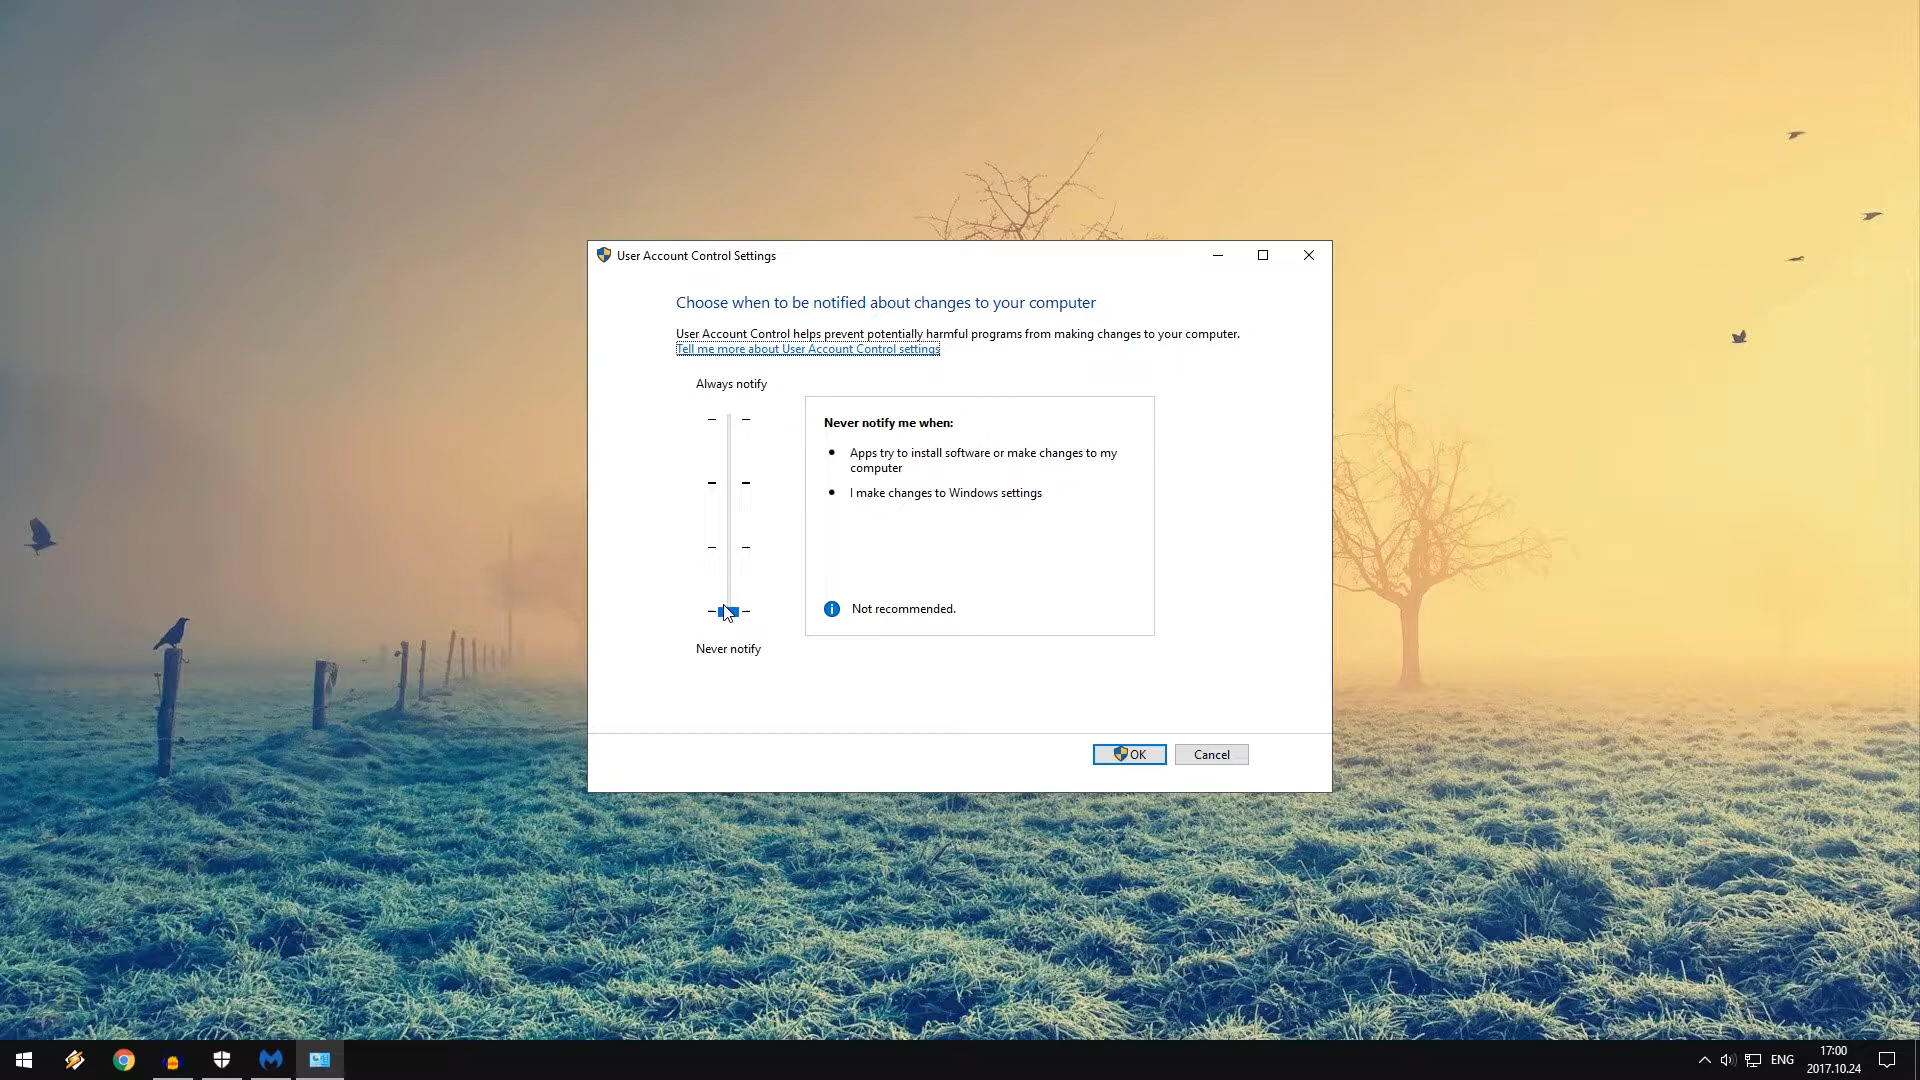 User Account Control Settings
Choose when to be notified about changes to your computer
User Account Control helps prevent potentially harmful programs from making changes to your computer.
Tell me more about User Account Control settings
Always notify
Never notify me when:
Apps try to install software or make changes to my
computer
I make changes to Windows settings
Not recommended.
Never notify
OK
Cancel
ENG
17:00
2017.10.24